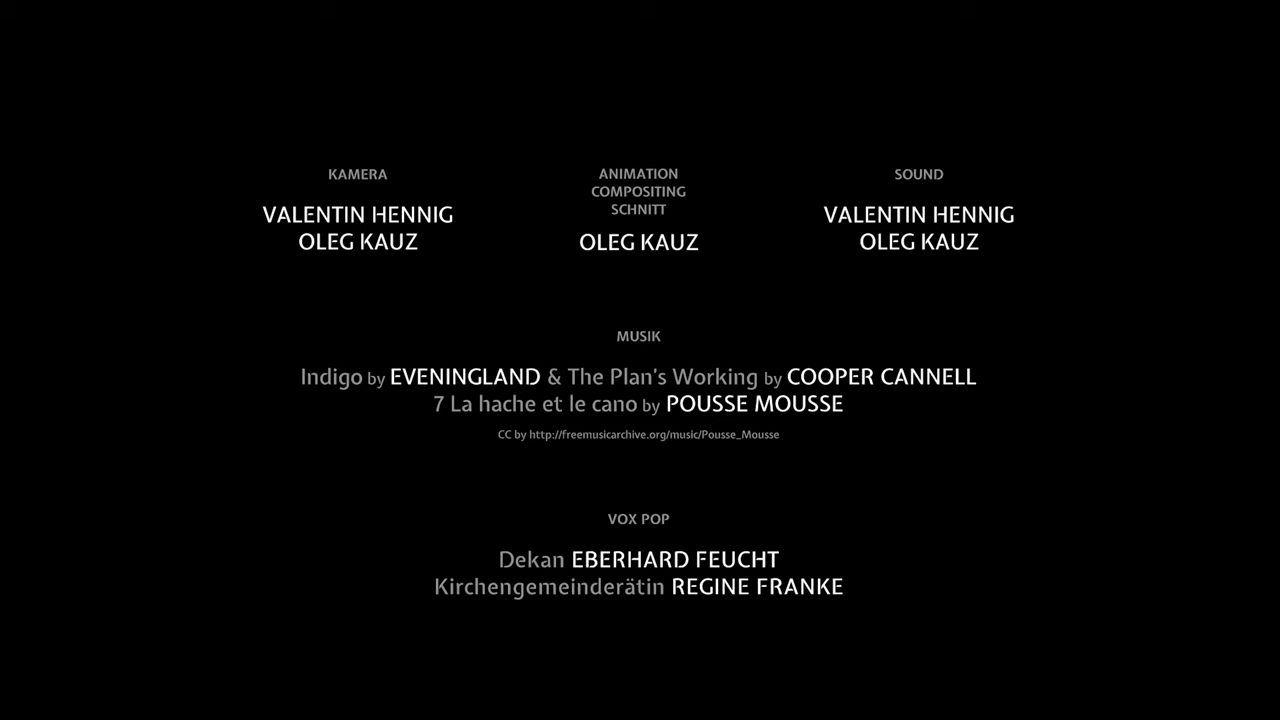 KAMERA
VALENTIN HENNIG
OLEG KAUZ
ANIMATION
COMPOSITING
SCHNITT
OLEG KAUZ
SOUND
VALENTIN HENNIG
OLEG KAUZ
MUSIK
Indigo by EVENINGLAND & The Plan's Working by COOPER CANNELL
7 La hache et le cano by POUSSE MOUSSE
CC by http://freemusicarchive.org/music/Pousse_Mousse
VOX POP
Dekan EBERHARD FEUCHT
Kirchengemeinderätin REGINE FRANKE